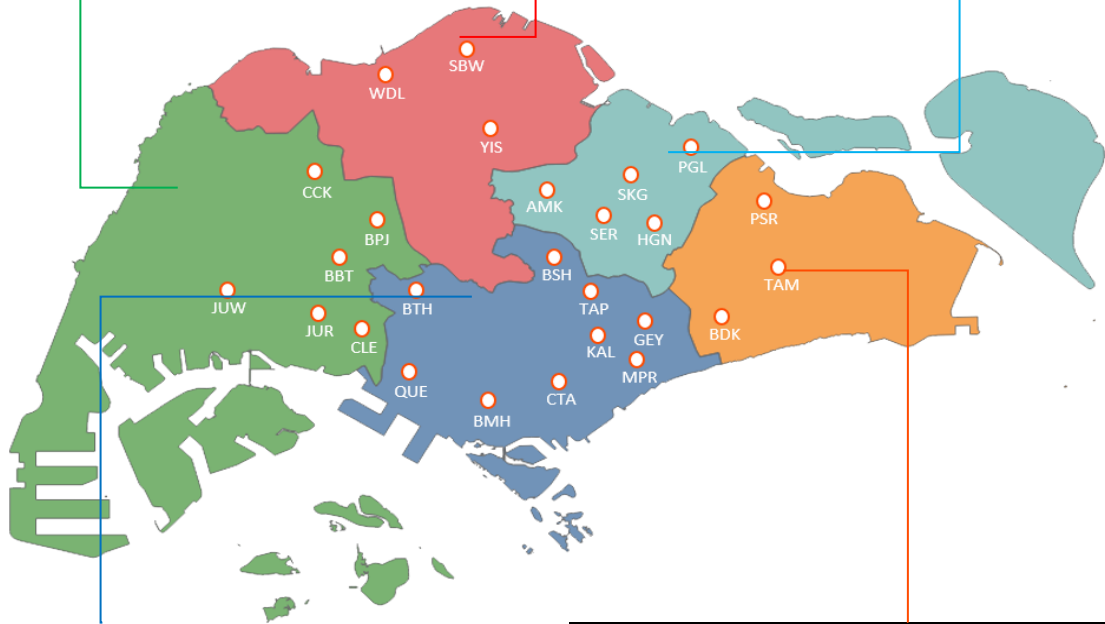 SBW
WDL
YIS
PGL
CCK
SKG
AMK
PSR
BPJ
SER
HGN
BBT
BSH
TAM
JUW
BTH
TAP
JUR
GEY
BDK
CLE
KAL
MPR
QUE
CTA
BMH